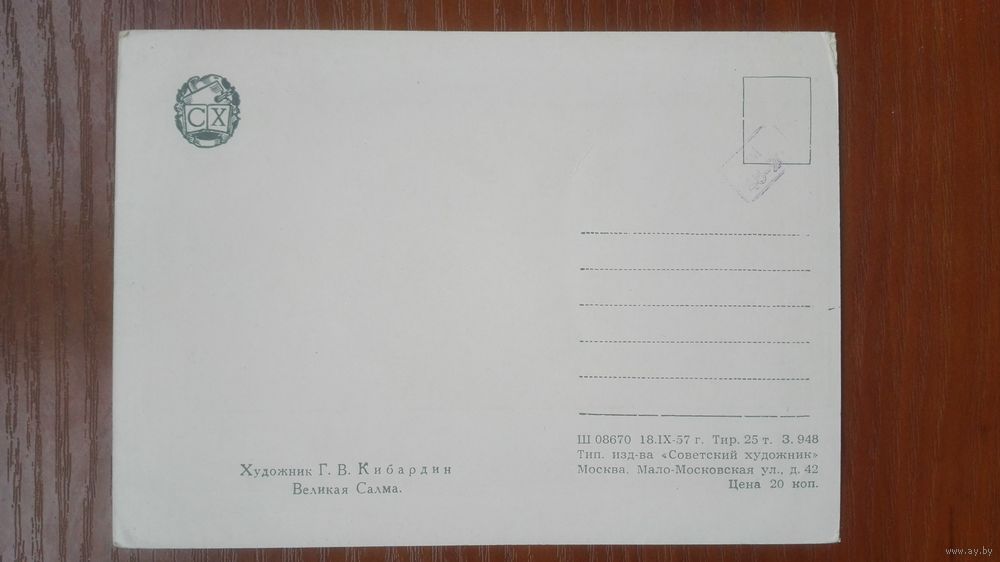 СХ
Ш 08670 18.IX-57 г. Тир. 25 т. З. 948
Тип. изд-ва «Советский художник»
Москва. Мало-Московская ул., д. 42
Цена 20 коп.
Художник Г. В. Кибардин
Великая Салма.
www.ay.by